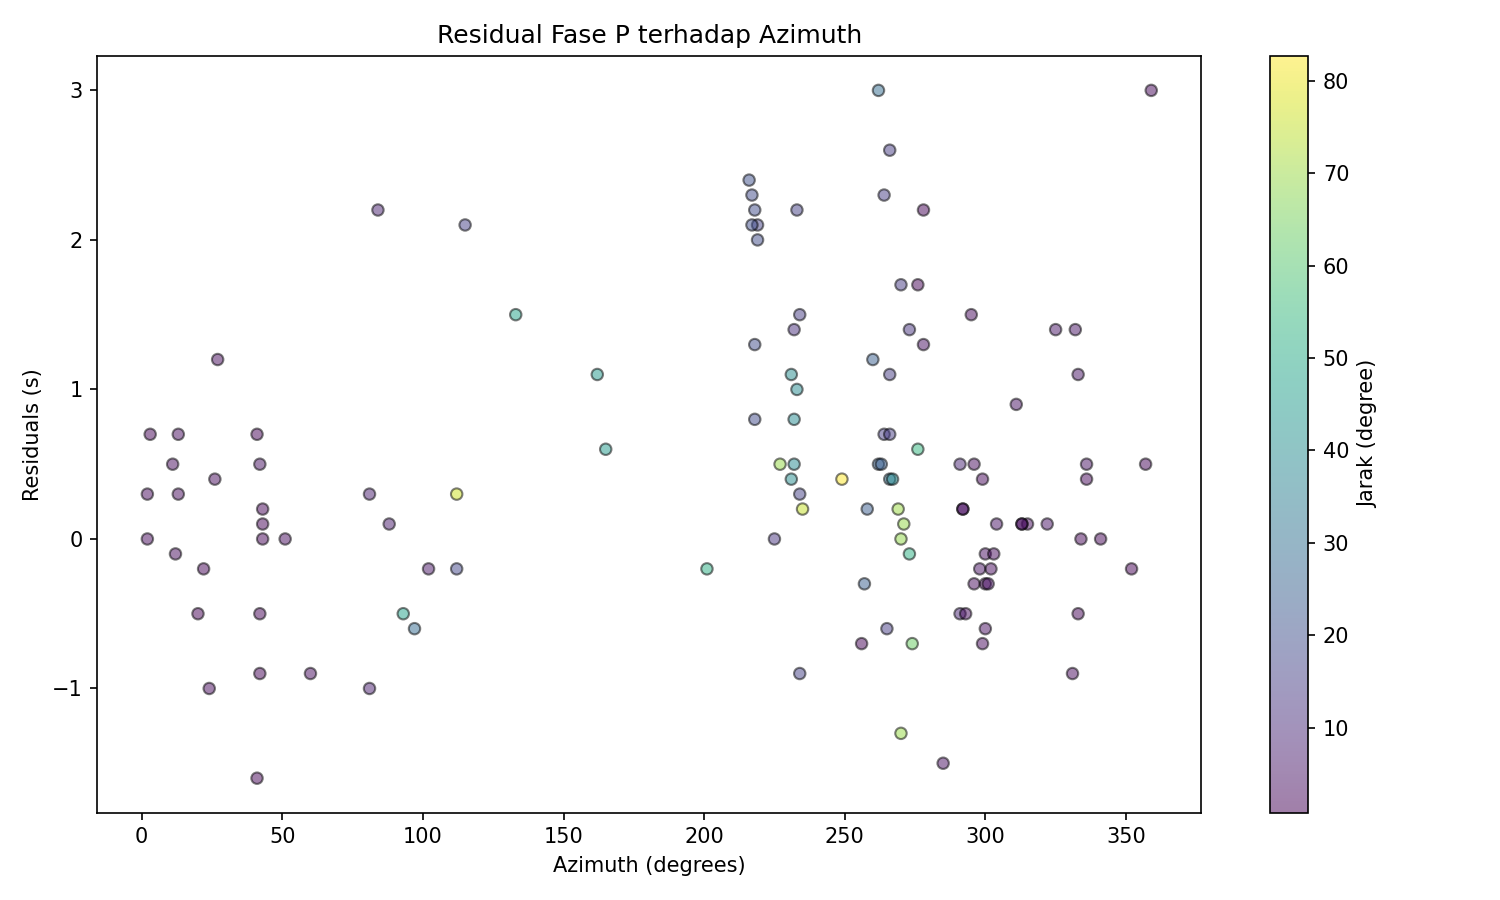 Residual Fase P terhadap Azimuth
3
2
1
0
−1
Residuals (s)
0 50 100 150 200 250 300 350
Azimuth (degrees)
80
70
60
50
40
30
20
10
Jarak (degree)